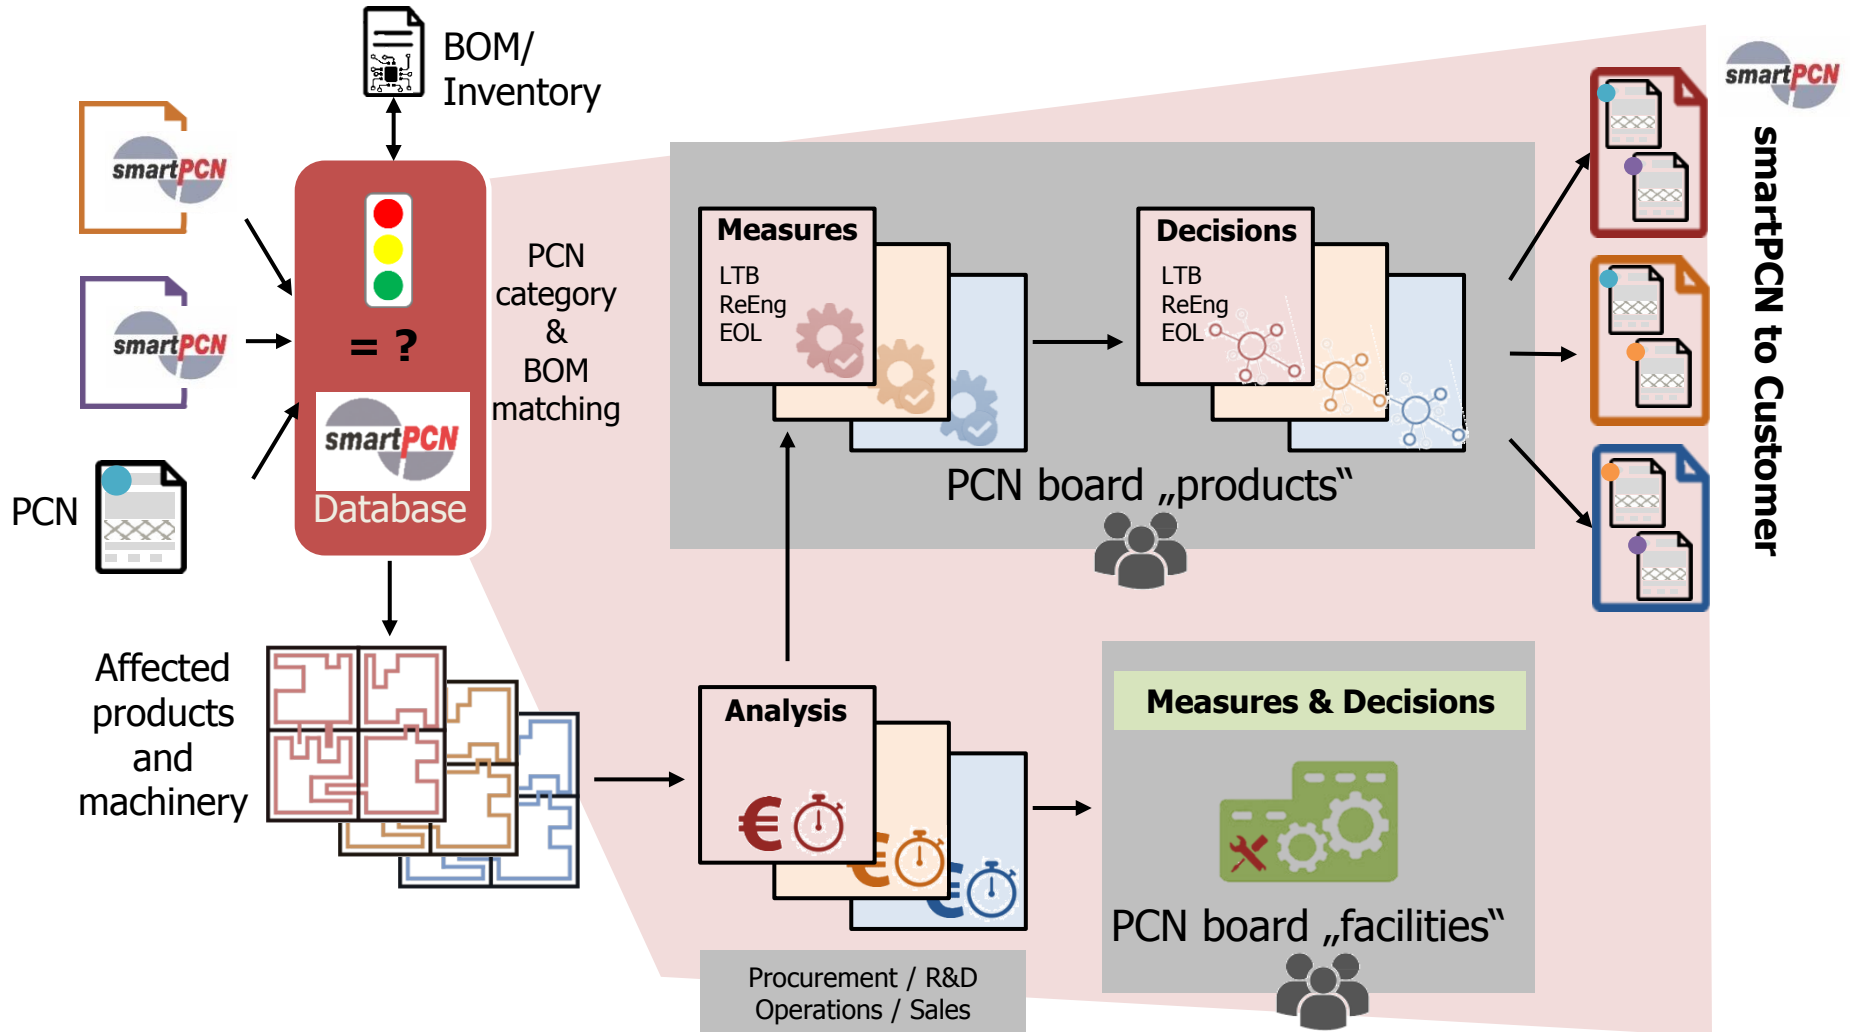 BOM/
Inventory
smartPCN
smartPCN
PCN
= ?
smartPCN
Database
PCN
category
&
BOM
matching
Affected
products
and
machinery
Measures
LTB
ReEng
EOL
Decisions
LTB
ReEng
EOL
PCN board „products“
Analysis
€
€
€
Procurement / R&D
Operations / Sales
Measures & Decisions
PCN board „facilities“
smartPCN
smartPCN to Customer